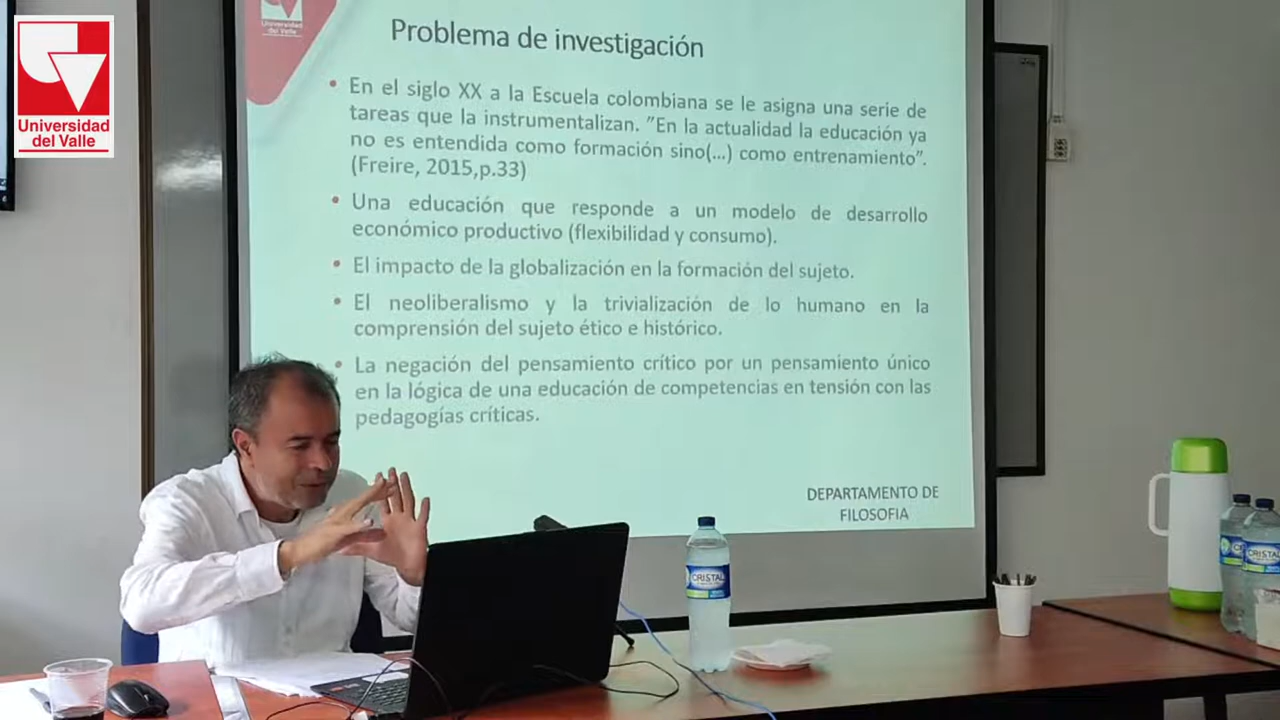 Universidad
del Valle
Universidad
del Valle
Problema de investigación
• En el siglo XX a la Escuela colombiana se le asigna una serie de
tareas que la instrumentalizan. "En la actualidad la educación ya
no es entendida como formación sino(...) como entrenamiento".
(Freire, 2015,p.33)
• Una educación que responde a un modelo de desarrollo
económico productivo (flexibilidad y consumo).
• El impacto de la globalización en la formación del sujeto.
• El neoliberalismo y la trivialización de lo humano en la
comprensión del sujeto ético e histórico.
• La negación del pensamiento crítico por un pensamiento único
en la lógica de una educación de competencias en tensión con las
pedagogías críticas.
DEPARTAMENTO DE
FILOSOFIA
CRISTAL